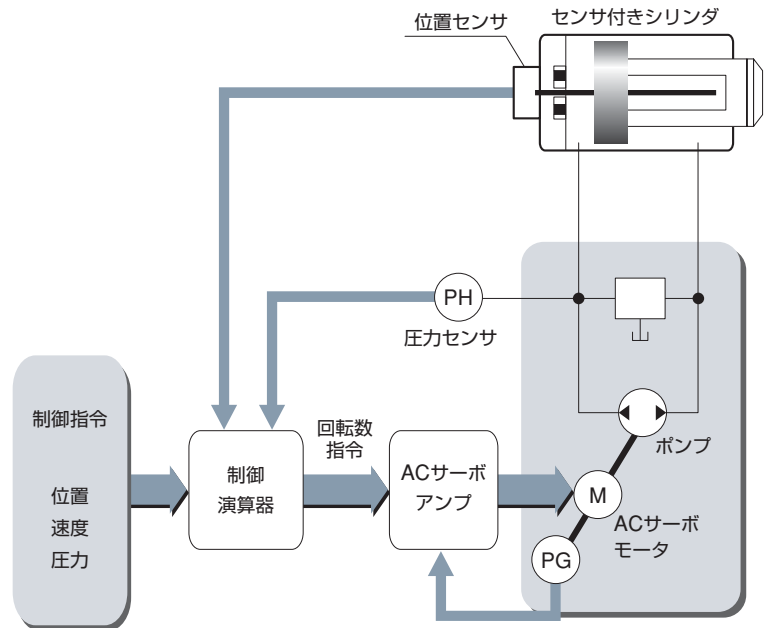 位置センサ
センサ付きシリンダ
PH
圧力センサ
制御指令
位置
速度
圧力
制御
演算器
回転数
指令
ACサーボ
アンプ
ポンプ
M
ACサーボ
モータ
PG